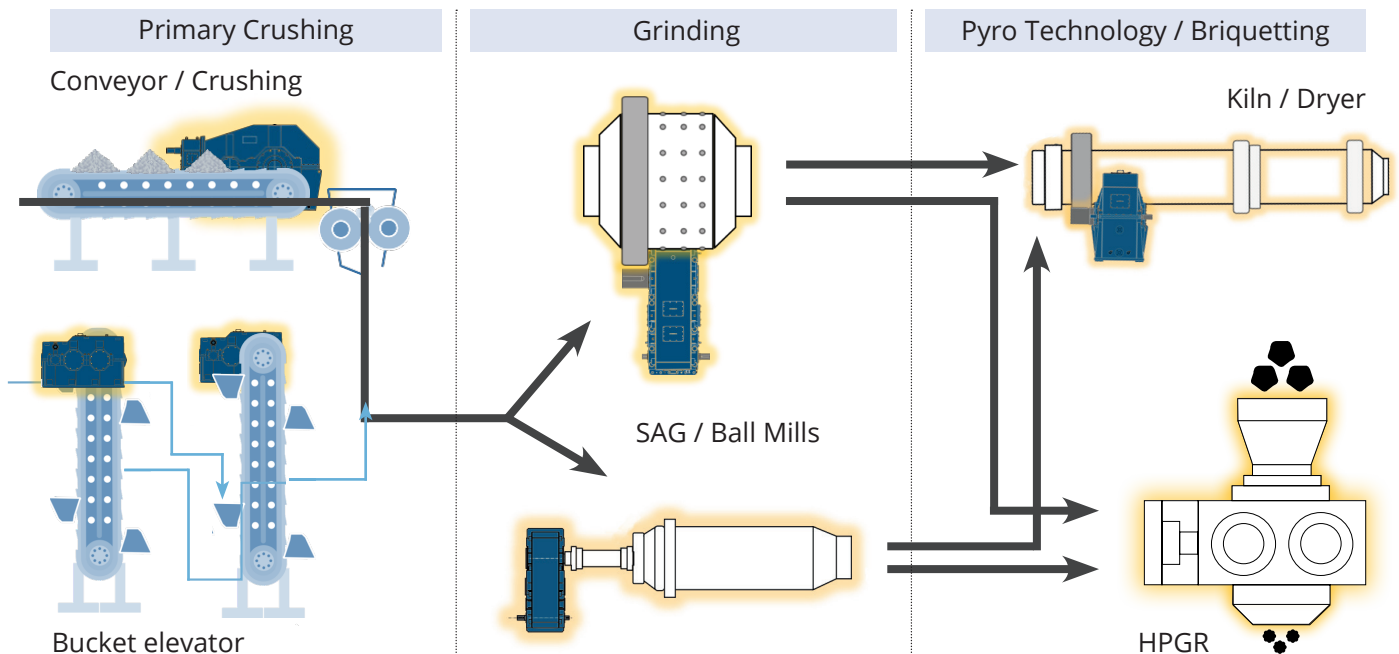 Primary Crushing
Grinding
Pyro Technology / Briquetting
Conveyor / Crushing
Kiln / Dryer
SAG / Ball Mills
Bucket elevator
HPGR